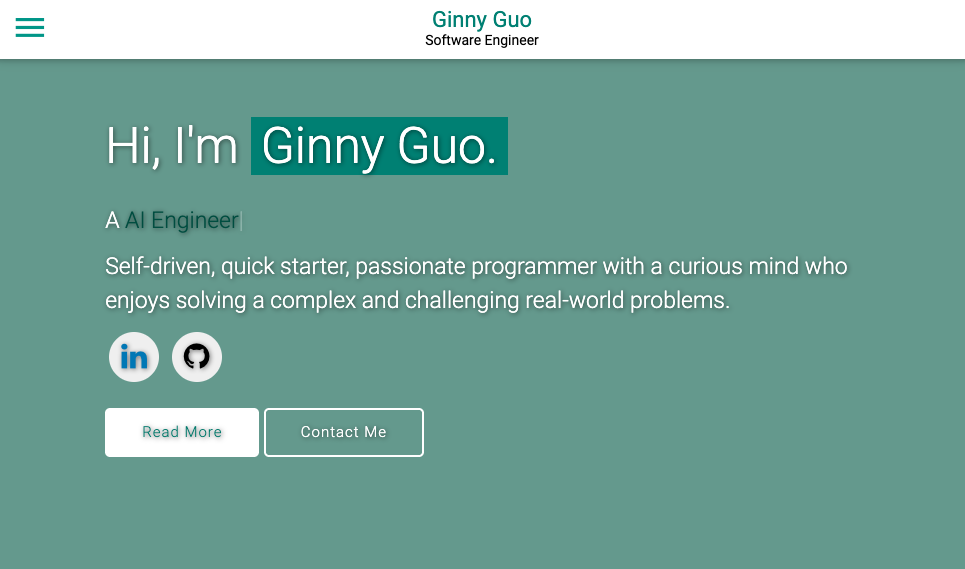 Ginny Guo
Software Engineer
Hi, I'm Ginny Guo.
A AI Engineer|
Self-driven, quick starter, passionate programmer with a curious mind who
enjoys solving a complex and challenging real-world problems.
in
Read More Contact Me